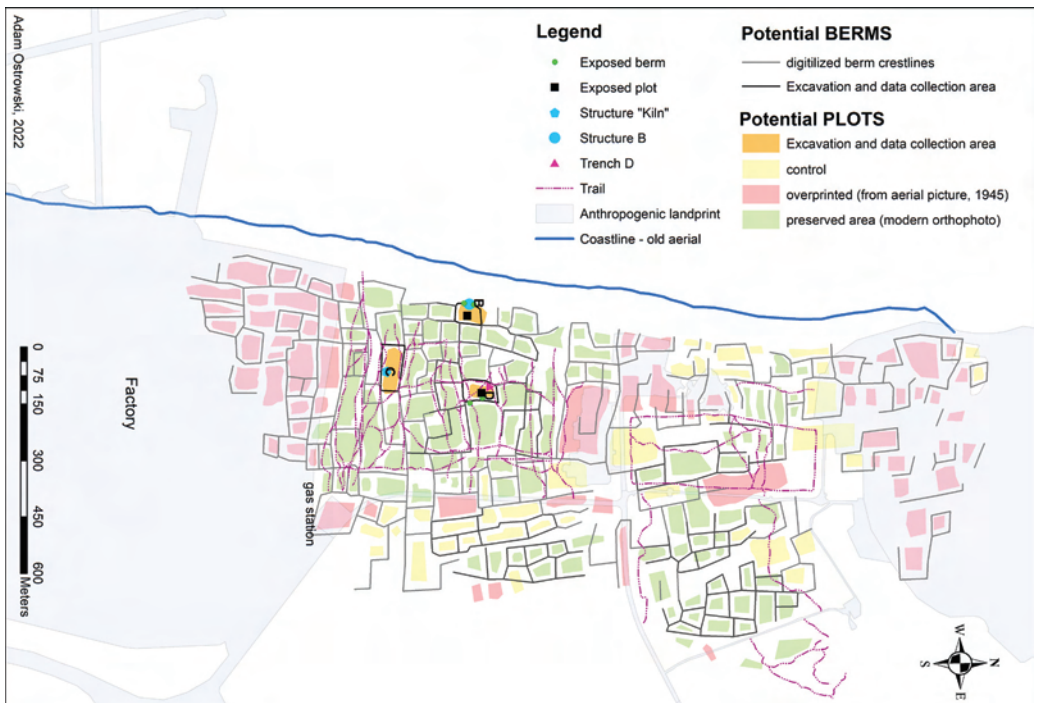 Adam Ostrowski, 2022
Legend
Exposed berm
Exposed plot
Structure "Kiln"
Structure B
Trench D
Trail
Anthropogenic landprint
Coastline - old aerial
Potential BERMS
digitilized berm crestlines
Excavation and data collection area
Potential PLOTS
Excavation and data collection area
control
overprinted (from aerial picture, 1945)
preserved area (modern orthophoto)
B
C
D
Factory
gas station
0
75
150
300
450
600
Meters
W
N
S
E